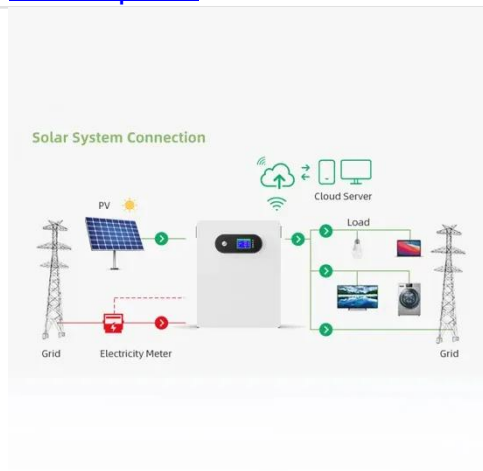 Solar System Connection
Cloud Server
PV
Load
Grid
Electricity Meter
Grid